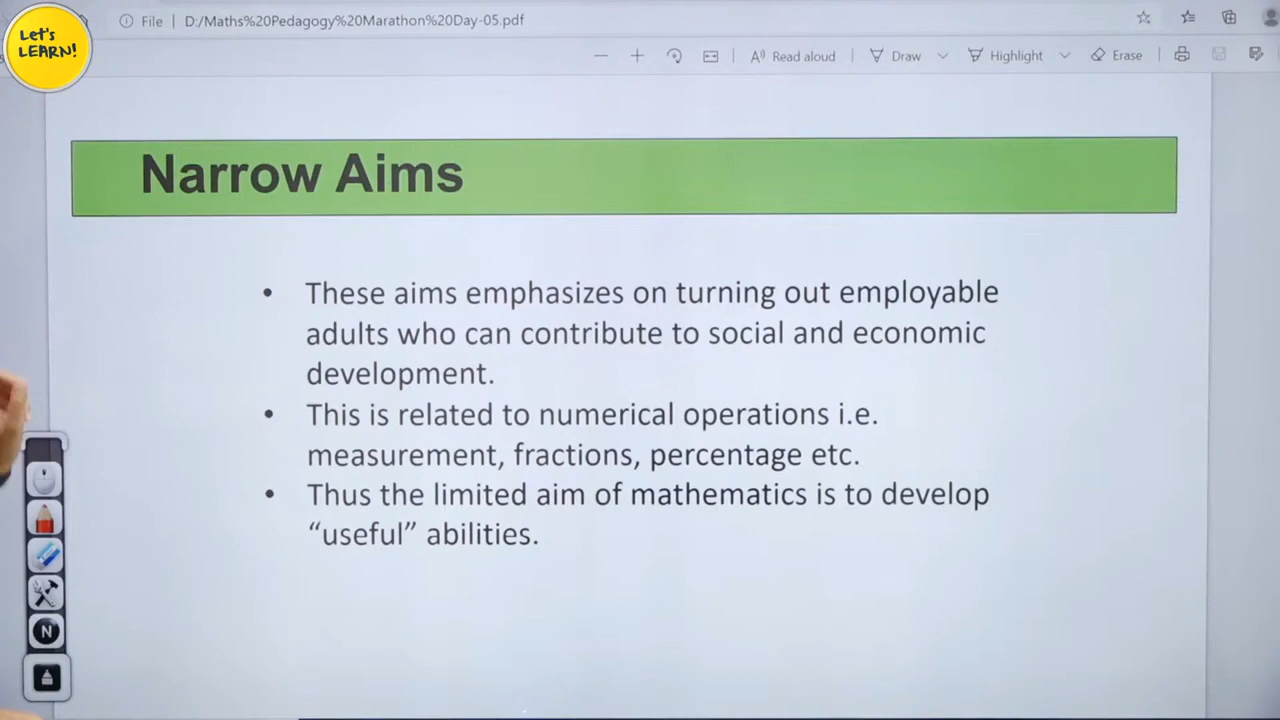 Let's
LEARN!
File | D:/Maths%20Pedagogy%20Marathon%20Day-05.pdf
A Read aloud
Draw
Highlight
Erase
Narrow Aims
• These aims emphasizes on turning out employable
adults who can contribute to social and economic
development.
• This is related to numerical operations i.e.
measurement, fractions, percentage etc.
• Thus the limited aim of mathematics is to develop
“useful” abilities.
N